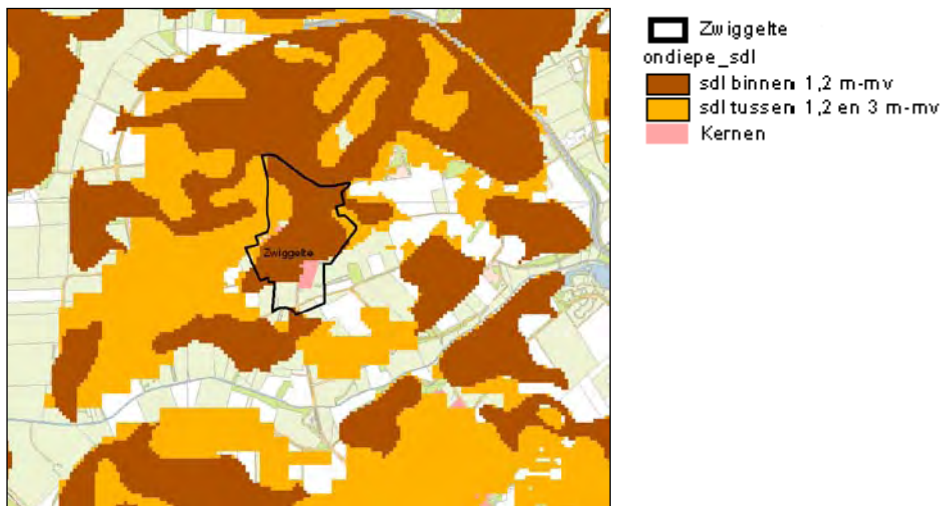 Zwiggelte
ondiepe_sdl
sdl binnen 1,2 m-mv
sdl tussen 1,2 en 3 m-mv
Kernen
Zwiggelte